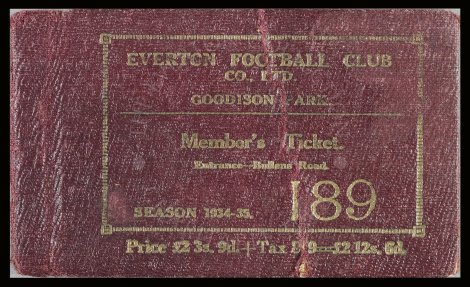 EVERTON FOOTBALL CLUB
CO., LTD.
GOODISON PARK.
Member's Ticket.
Entrance—Bullens Road.
SEASON 1934-35. 189
Price £2 3s. 9d.+Tax 8/9=£2 12s. 6d.